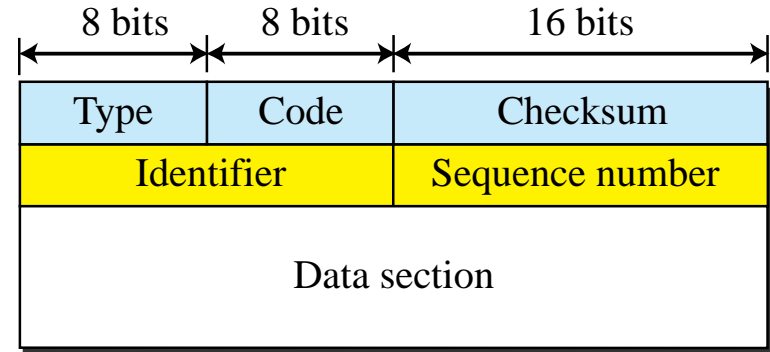 8 bits 8 bits 16 bits
Type Code Checksum
Identifier Sequence number
Data section